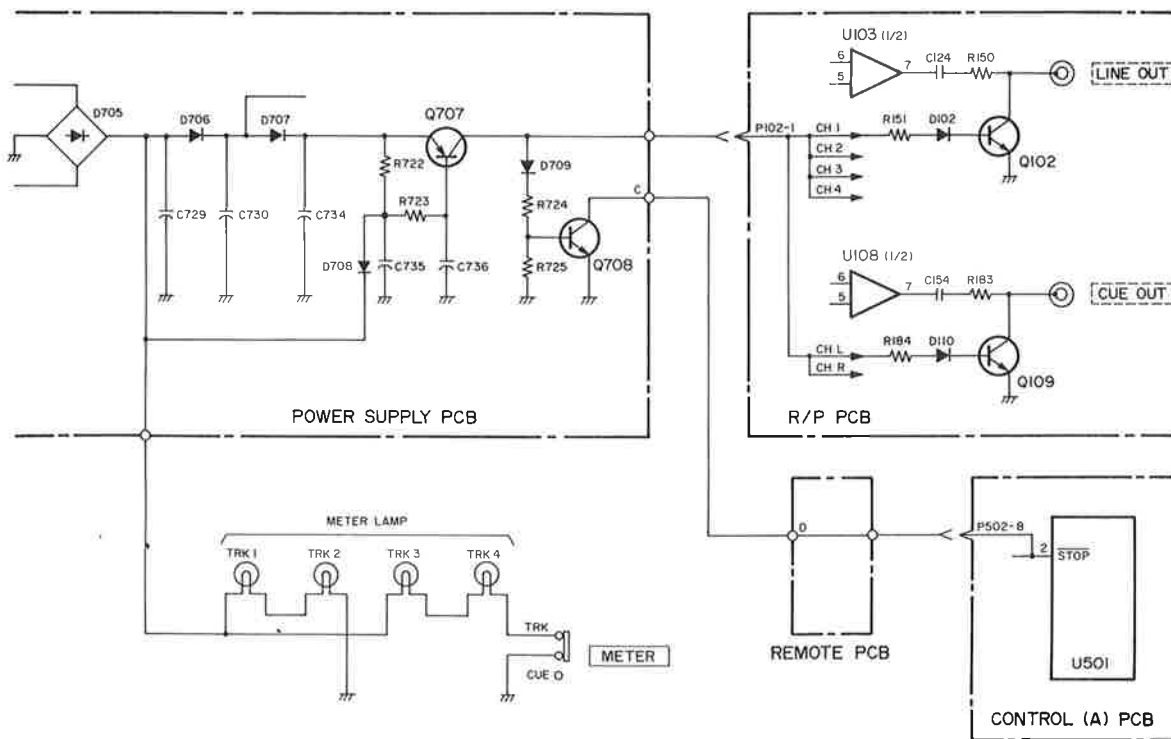 U103 (1/2)
6
5
7
C124
R150
LINE OUT
D705
D706
D707
Q707
P102-1
CH 1
CH 2
CH 3
CH 4
R151
D102
Q102
R722
D709
C729
C730
C734
R723
C
R724
D708
C735
C736
R725
Q708
U108 (1/2)
6
5
7
C154
R183
CUE OUT
CH L
CH R
R184
D110
Q109
POWER SUPPLY PCB
R/P PCB
METER LAMP
TRK 1
TRK 2
TRK 3
TRK 4
TRK
CUE
METER
D
REMOTE PCB
P502-8
2
STOP
U501
CONTROL (A) PCB